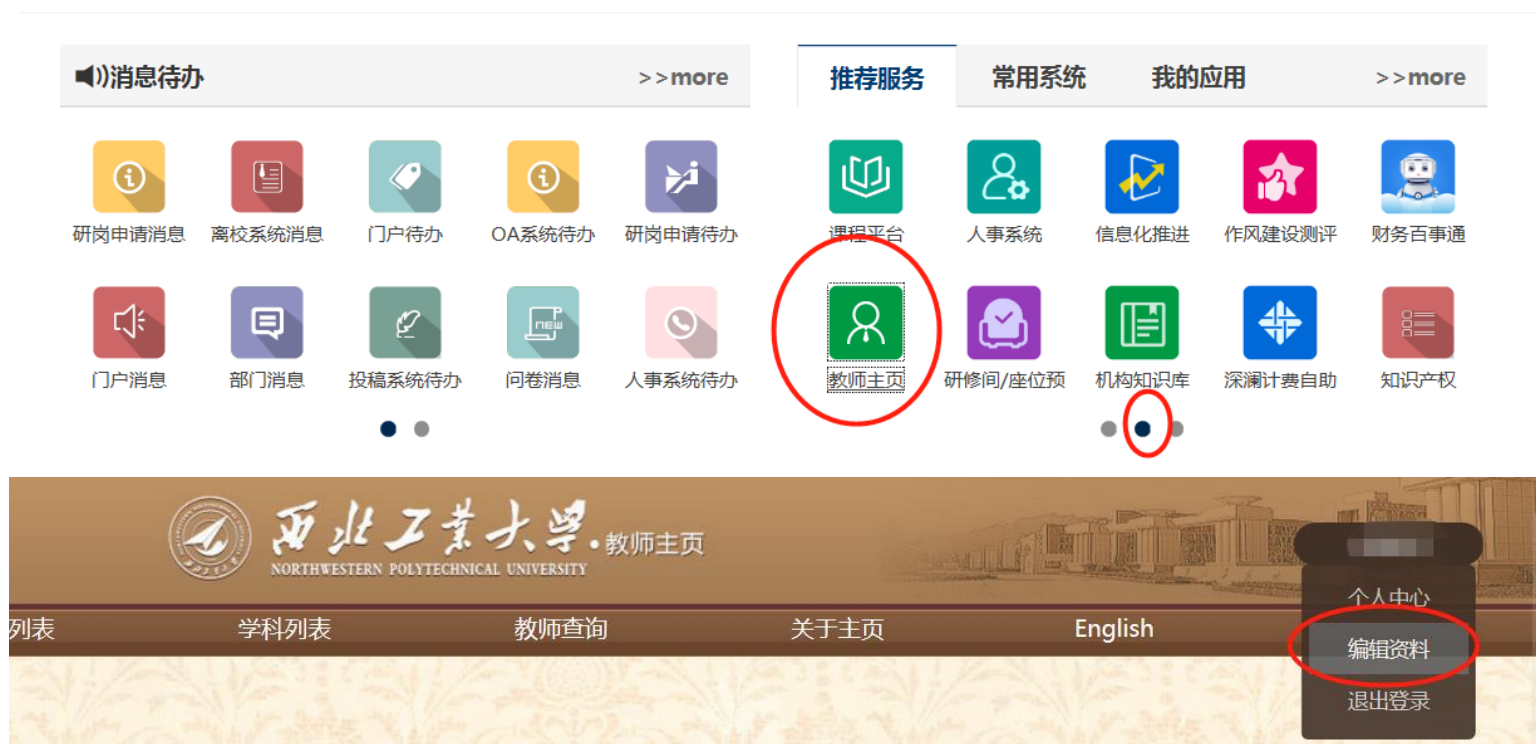 消息待办 >>more
推荐服务 常用系统 我的应用 >>more
研岗申请消息 离校系统消息 门户待办 OA系统待办 研岗申请待办
课程平台 人事系统 信息化推进 作风建设测评 财务百事通
new
门户消息 部门消息 投稿系统待办 问卷消息 人事系统待办
教师主页 研修间/座位预 机构知识库 深澜计费自助 知识产权
西北工业大学·教师主页
NORTHWESTERN POLYTECHNICAL UNIVERSITY
个人中心
列表 学科列表 教师查询 关于主页 English
编辑资料
退出登录